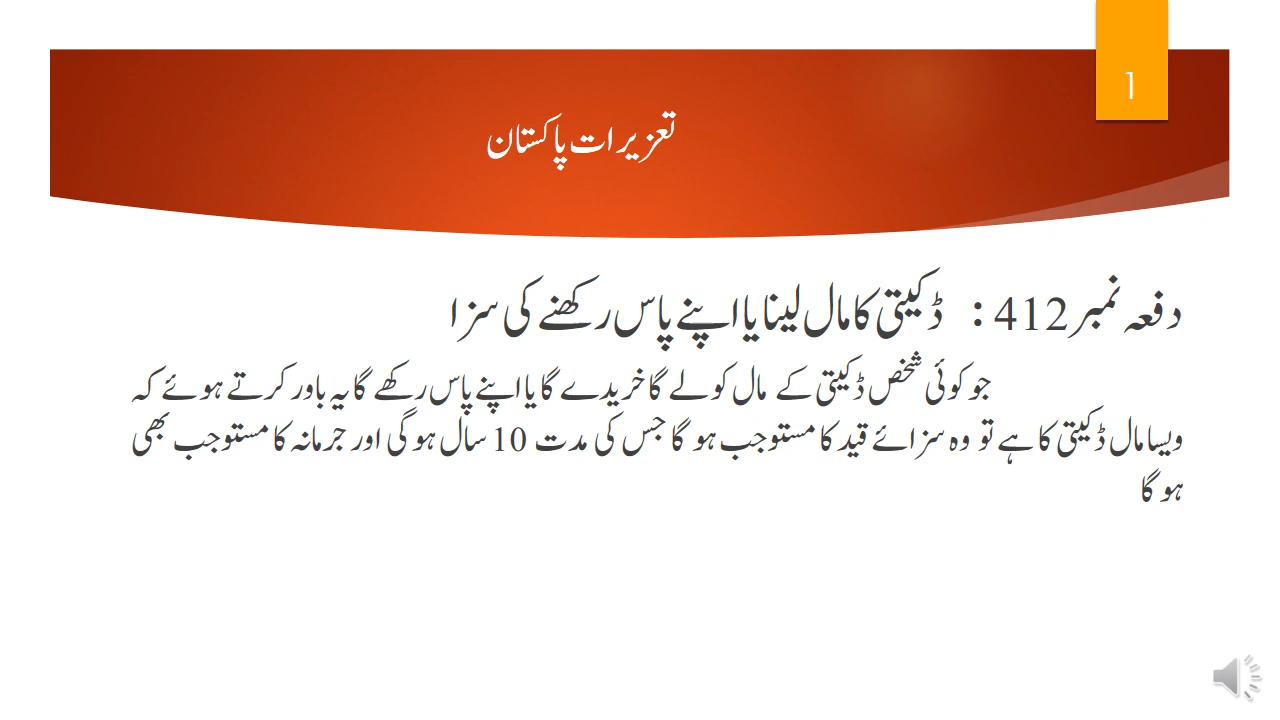 1
تعزیرات پاکستان
دفعہ نمبر 412 : ڈکیتی کا مال لینا یا اپنے پاس رکھنے کی سزا
جو کوئی شخص ڈکیتی کے مال کو لے گا خریدے گا یا اپنے پاس رکھے گا یہ باور کرتے ہوئے کہ
ویسا مال ڈکیتی کا ہے تو وہ سزائے قید کا مستوجب ہو گا جس کی مدت 10 سال ہو گی اور جرمانہ کا مستوجب بھی
ہو گا